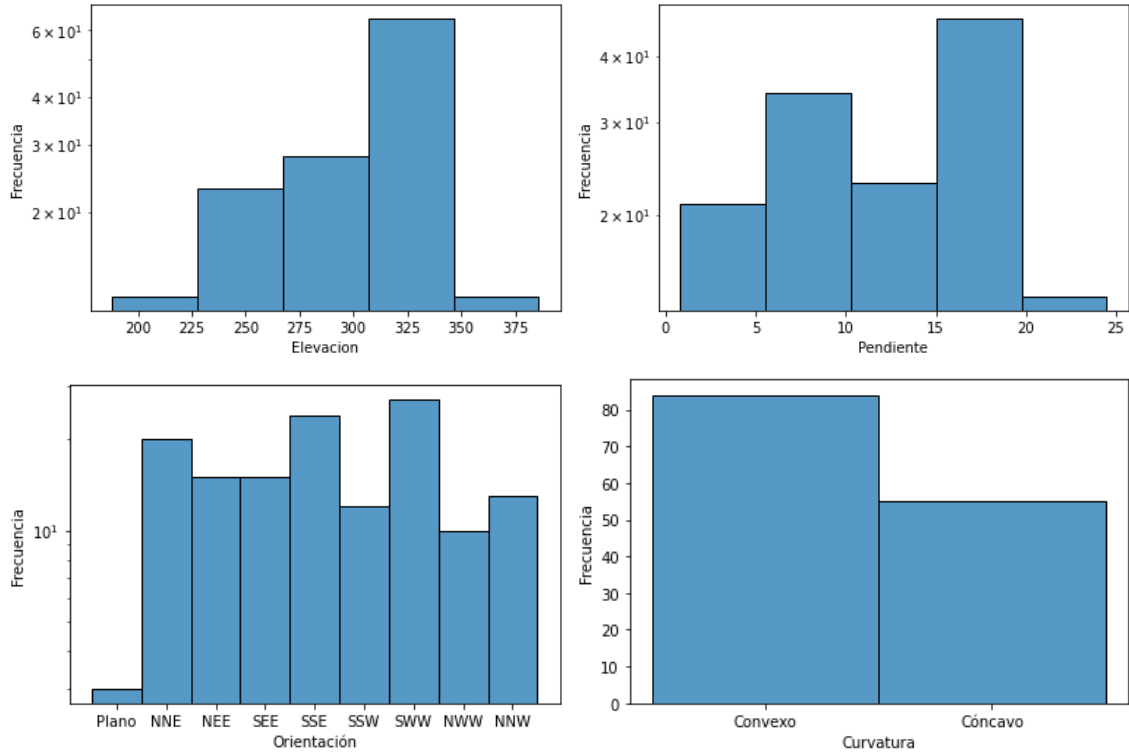 6 × 10¹
4 × 10¹
3 × 10¹
2 × 10¹
Frecuencia
200 225 250 275 300 325 350 375
Elevacion
4 × 10¹
3 × 10¹
2 × 10¹
Frecuencia
0 5 10 15 20 25
Pendiente
10¹
Frecuencia
Plano NNE NEE SEE SSE SSW SWW NWW NNW
Orientación
80
70
60
50
40
30
20
10
0
Frecuencia
Convexo Cóncavo
Curvatura